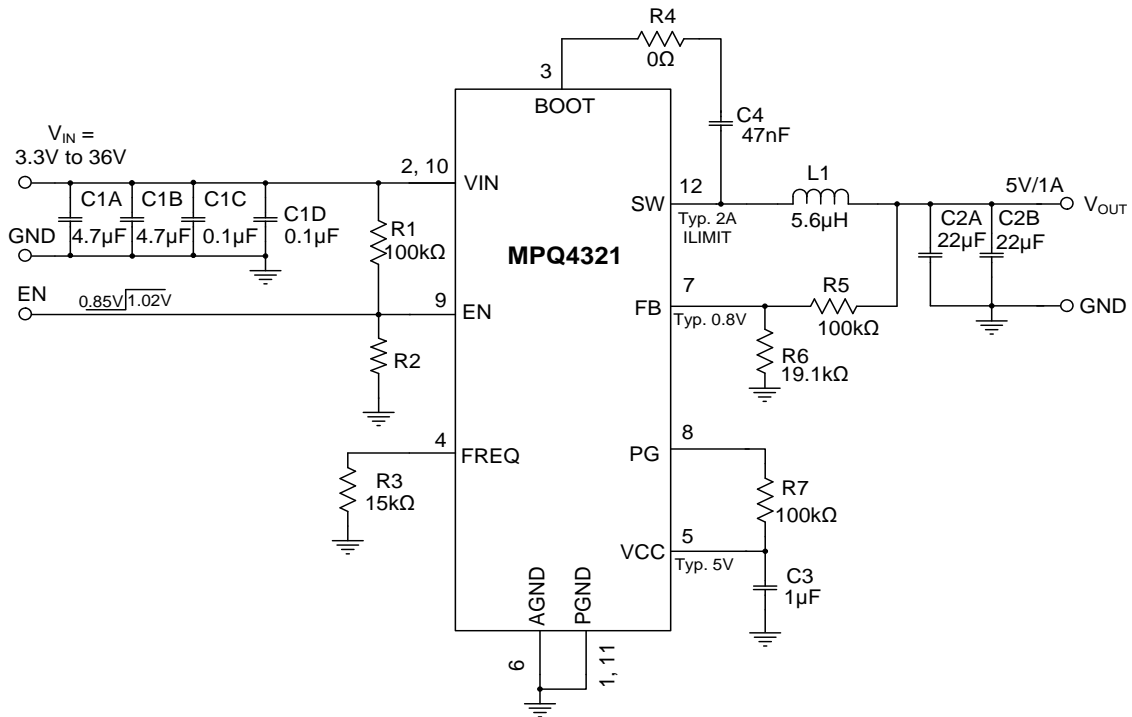 R4
0Ω
3
BOOT
C4
47nF
VIN =
3.3V to 36V
2, 10
VIN
C1A
4.7µF
C1B
4.7µF
C1C
0.1µF
C1D
0.1µF
GND
R1
100kΩ
12
SW
Typ. 2A
ILIMIT
L1
5.6µH
5V/1A
VOUT
C2A
22µF
C2B
22µF
GND
MPQ4321
EN
0.85V
1.02V
9
EN
R2
7
FB
Typ. 0.8V
R5
100kΩ
R6
19.1kΩ
4
FREQ
R3
15kΩ
8
PG
R7
100kΩ
5
VCC
Typ. 5V
C3
1µF
AGND
PGND
6
1, 11